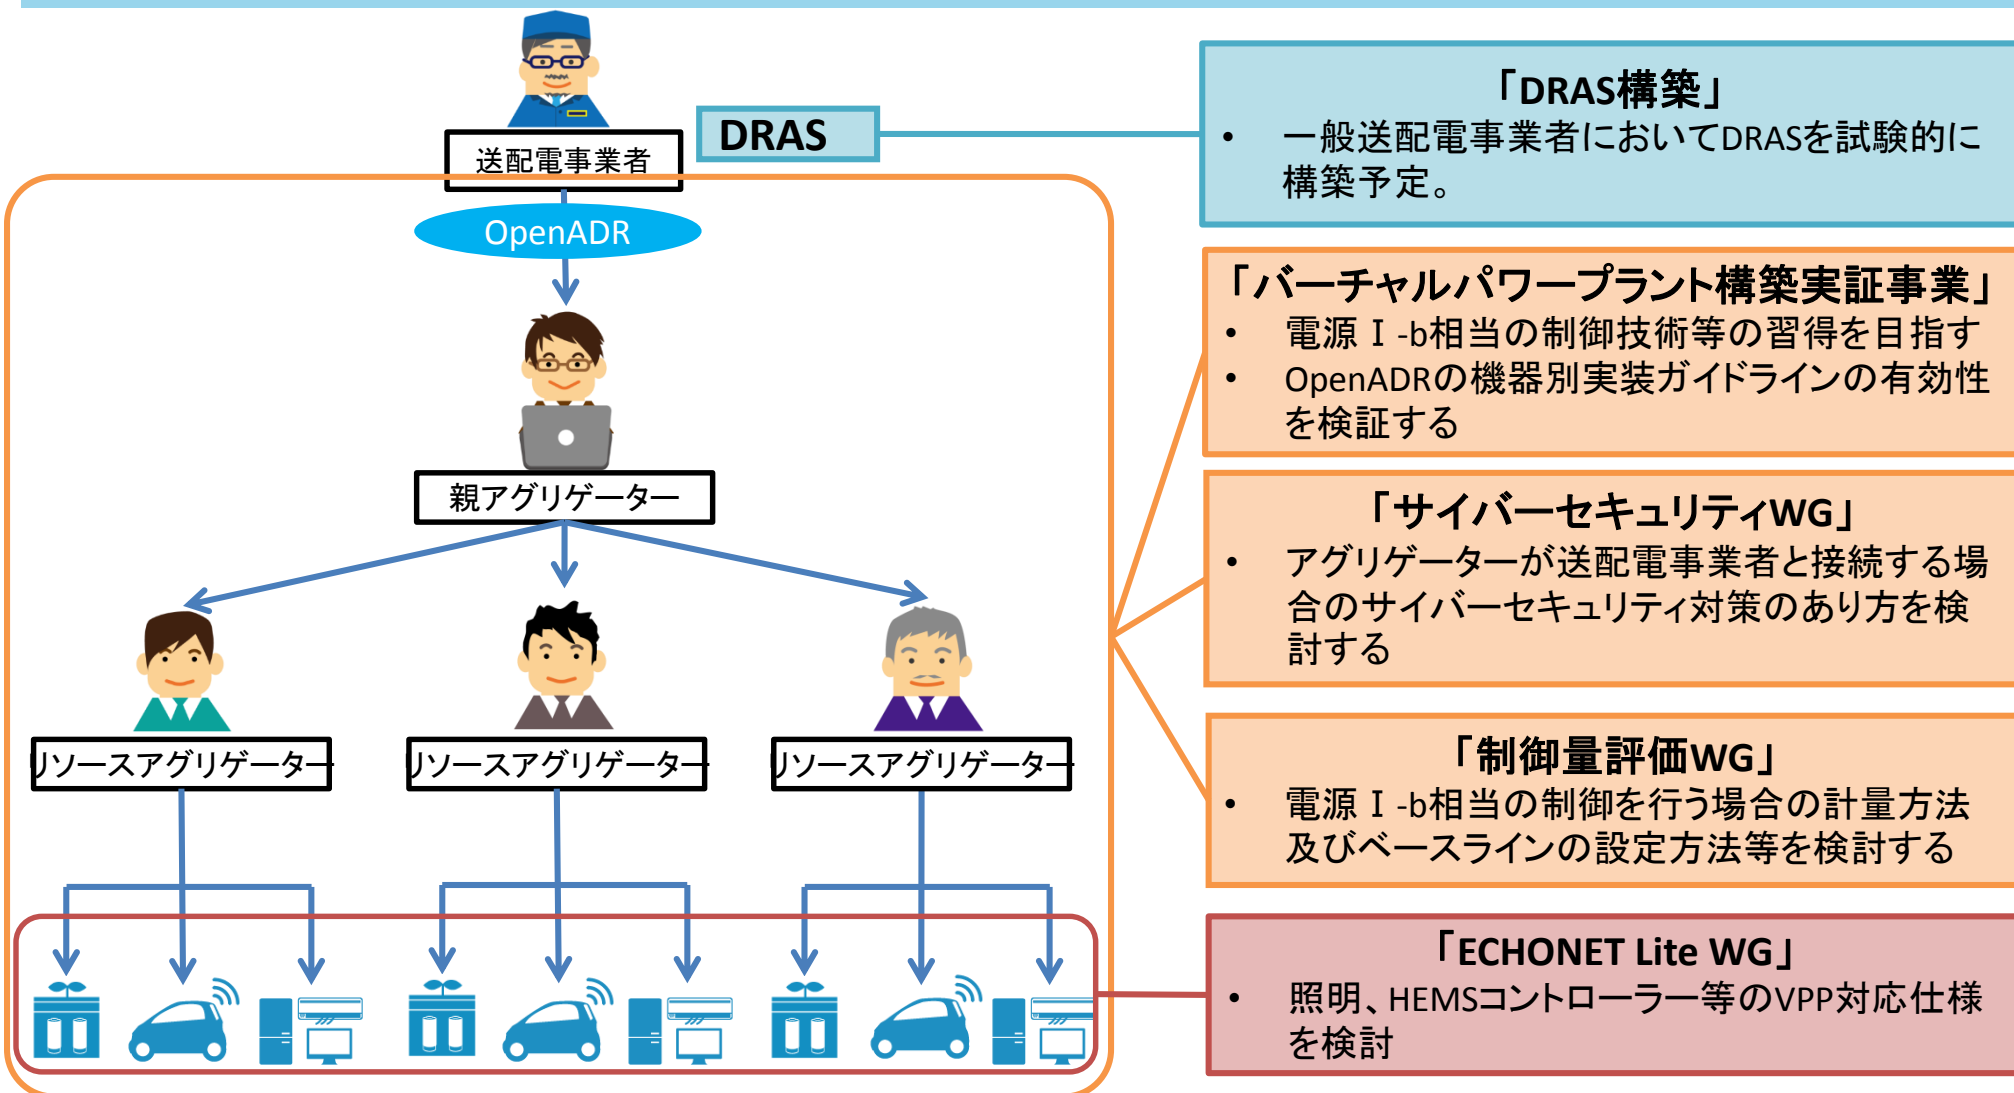 送配電事業者
DRAS
OpenADR
親アグリゲーター
リソースアグリゲーター
リソースアグリゲーター
リソースアグリゲーター
「DRAS構築」
• 一般送配電事業者においてDRASを試験的に
構築予定。
「バーチャルパワープラント構築実証事業」
• 電源Ⅰ-b相当の制御技術等の習得を目指す
• OpenADRの機器別実装ガイドラインの有効性
を検証する
「サイバーセキュリティWG」
• アグリゲーターが送配電事業者と接続する場
合のサイバーセキュリティ対策のあり方を検
討する
「制御量評価WG」
• 電源Ⅰ-b相当の制御を行う場合の計量方法
及びベースラインの設定方法等を検討する
「ECHONET Lite WG」
• 照明、HEMSコントローラー等のVPP対応仕様
を検討